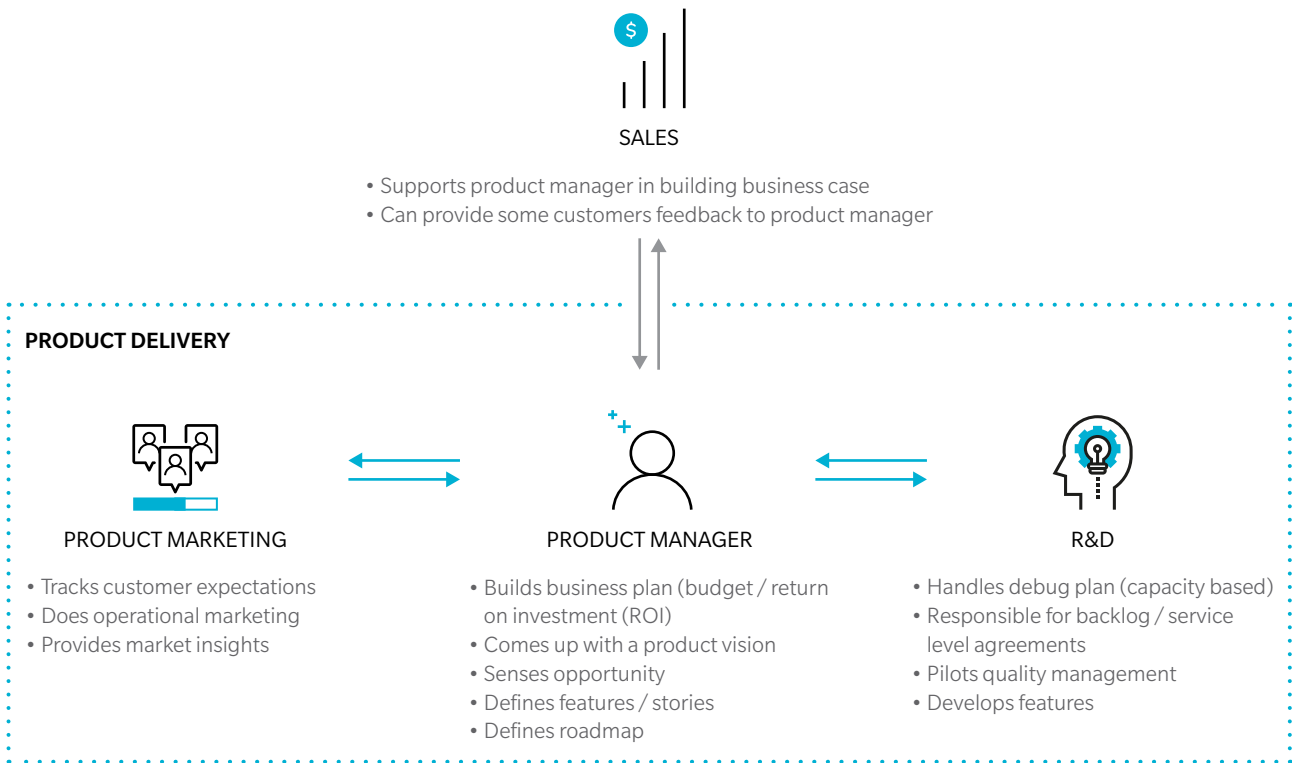 $
SALES
• Supports product manager in building business case
• Can provide some customers feedback to product manager
PRODUCT DELIVERY
PRODUCT MARKETING
• Tracks customer expectations
• Does operational marketing
• Provides market insights
PRODUCT MANAGER
• Builds business plan (budget / return
on investment (ROI)
• Comes up with a product vision
• Senses opportunity
• Defines features / stories
• Defines roadmap
R&D
• Handles debug plan (capacity based)
• Responsible for backlog / service
level agreements
• Pilots quality management
• Develops features